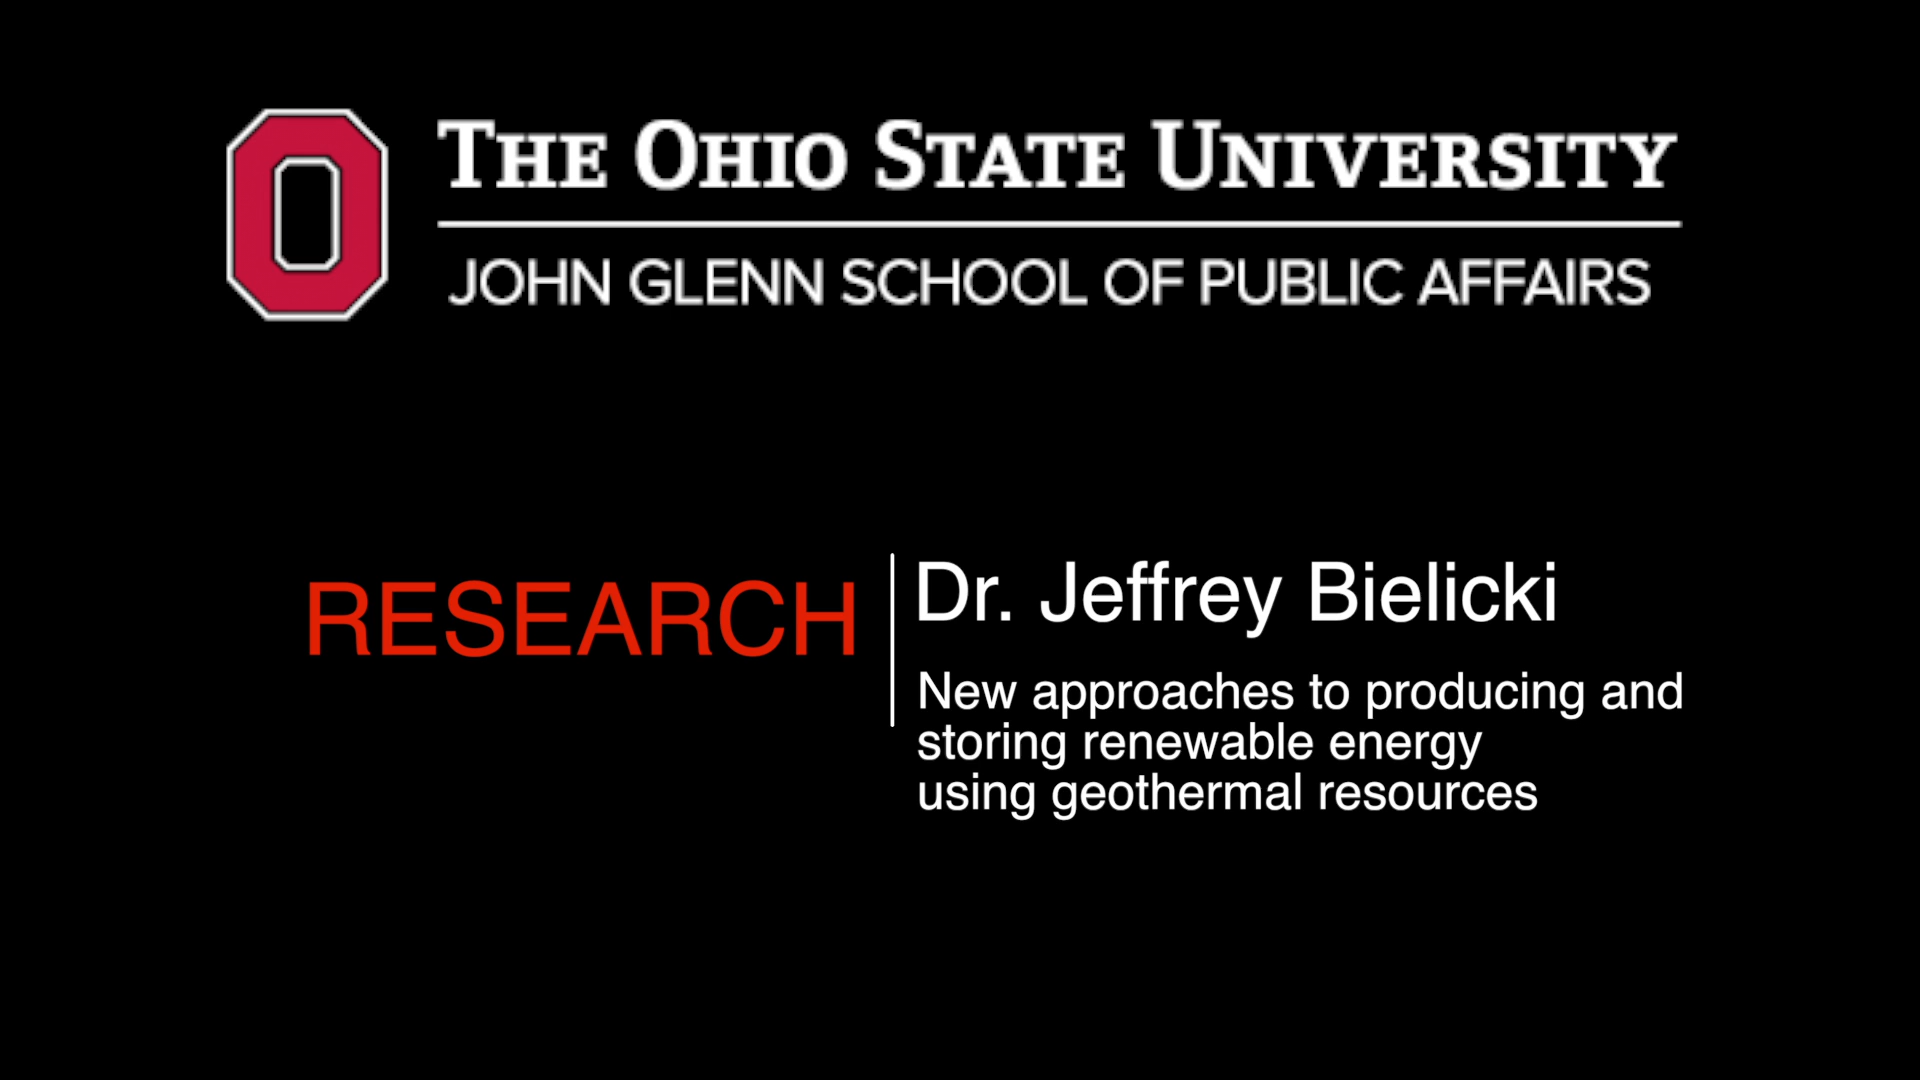 THE OHIO STATE UNIVERSITY
JOHN GLENN SCHOOL OF PUBLIC AFFAIRS
RESEARCH
Dr. Jeffrey Bielicki
New approaches to producing and
storing renewable energy
using geothermal resources